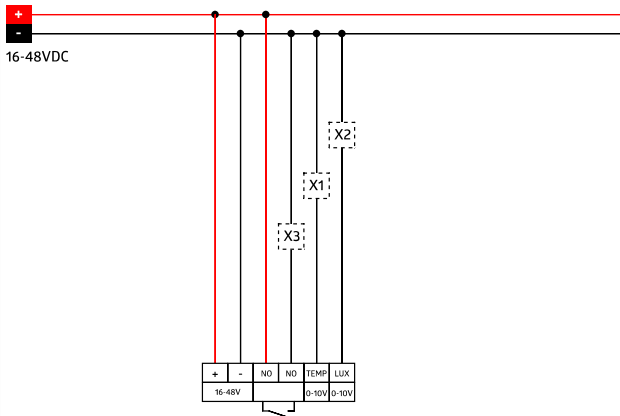 +
-
16-48VDC
X2
X1
X3
+ - NO NO TEMP LUX
16-48V 0-10V 0-10V